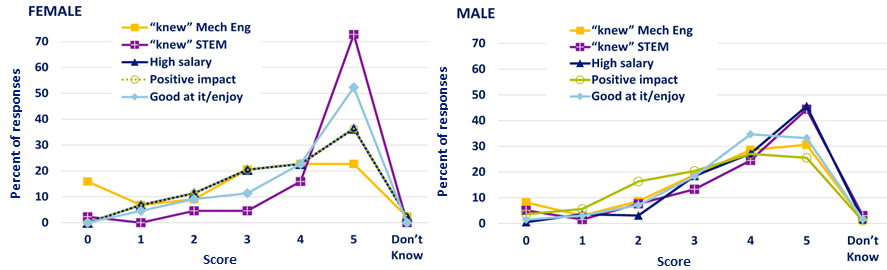 FEMALE
“knew” Mech Eng
“knew” STEM
High salary
Positive impact
Good at it/enjoy
Percent of responses
70
60
50
40
30
20
10
0
0 1 2 3 4 5 Don’t
Know
Score
MALE
“knew” Mech Eng
“knew” STEM
High salary
Positive impact
Good at it/enjoy
Percent of responses
70
60
50
40
30
20
10
0
0 1 2 3 4 5 Don’t
Know
Score